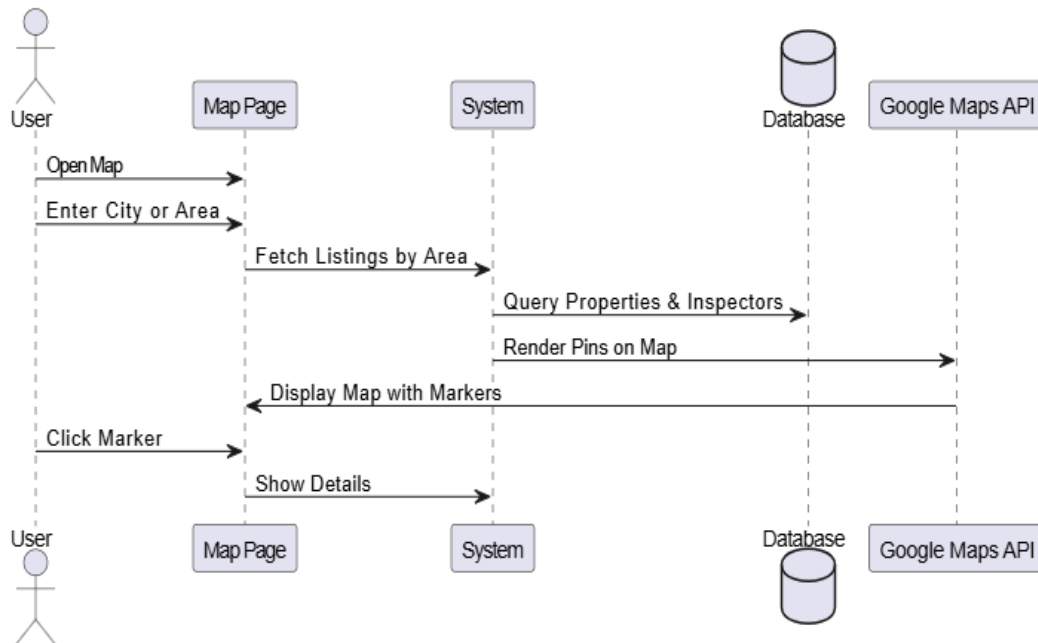 User
Map Page
System
Database
Google Maps API
Open Map
Enter City or Area
Fetch Listings by Area
Query Properties & Inspectors
Render Pins on Map
Display Map with Markers
Click Marker
Show Details
User
Map Page
System
Database
Google Maps API